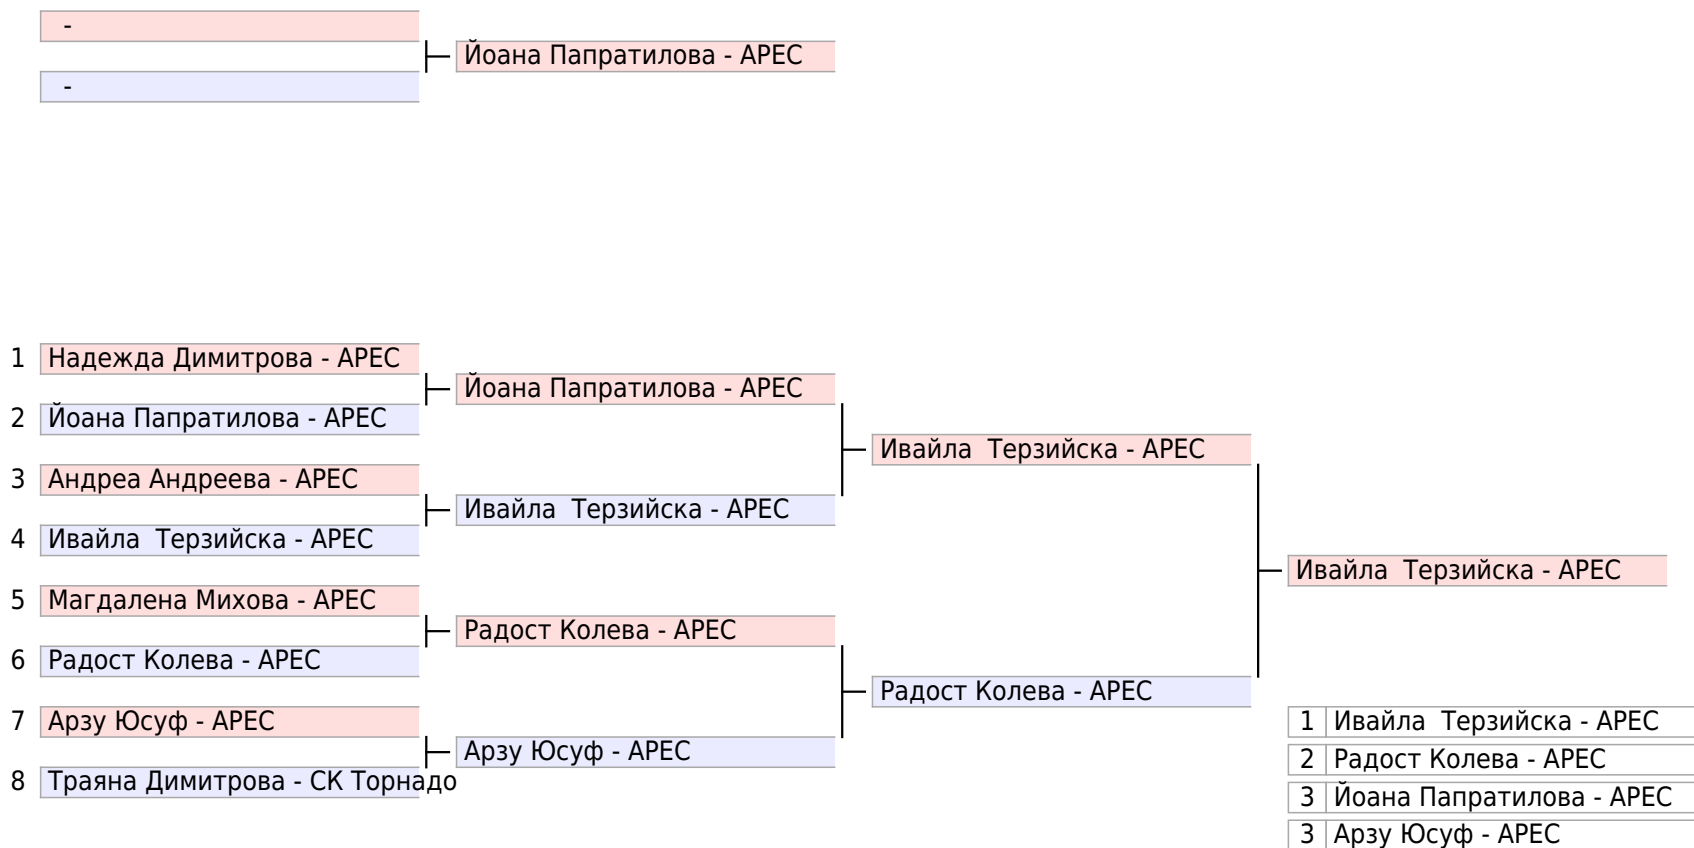 -
Йоана Папратилова - АРЕС
-
1 Надежда Димитрова - АРЕС
Йоана Папратилова - АРЕС
2 Йоана Папратилова - АРЕС
Ивайла  Терзийска - АРЕС
3 Андреа Андреева - АРЕС
Ивайла  Терзийска - АРЕС
4 Ивайла  Терзийска - АРЕС
Ивайла  Терзийска - АРЕС
5 Магдалена Михова - АРЕС
Радост Колева - АРЕС
6 Радост Колева - АРЕС
Радост Колева - АРЕС
7 Арзу Юсуф - АРЕС
Арзу Юсуф - АРЕС
8 Траяна Димитрова - СК Торнадо
1 Ивайла  Терзийска - АРЕС
2 Радост Колева - АРЕС
3 Йоана Папратилова - АРЕС
3 Арзу Юсуф - АРЕС